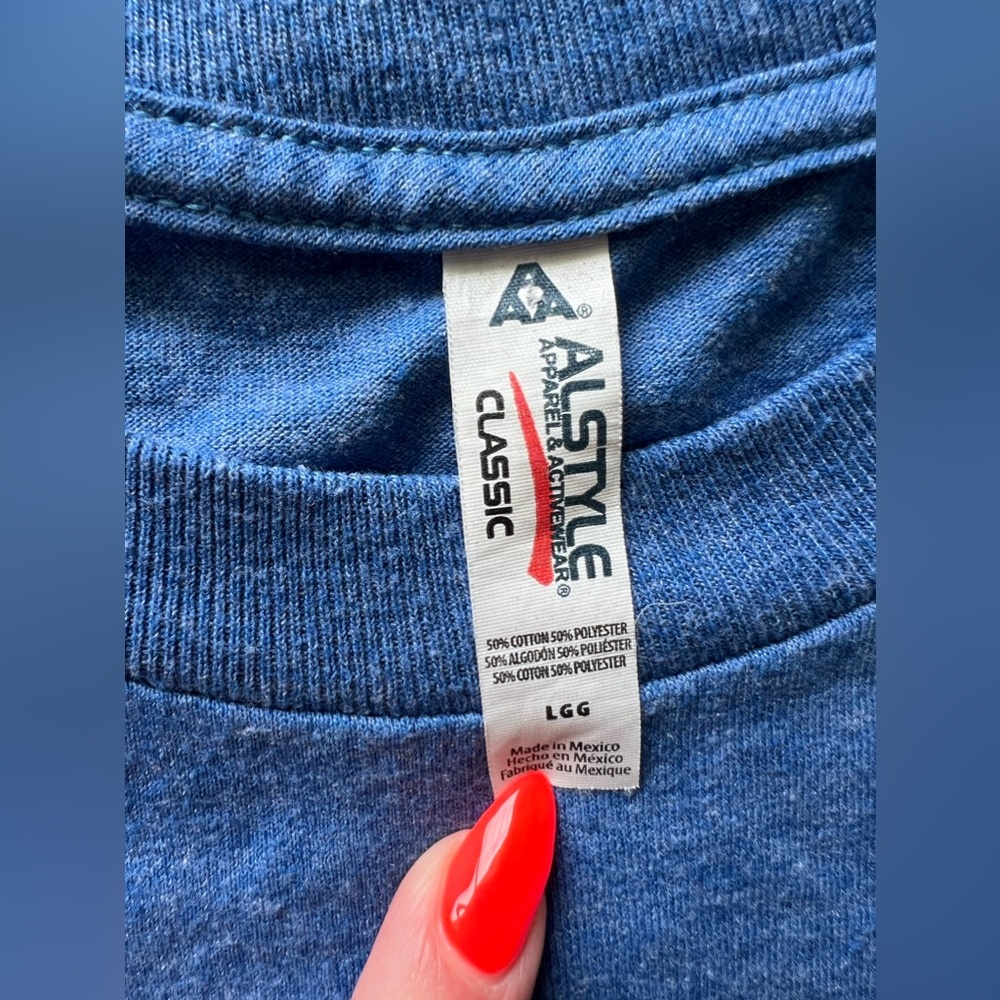 AAA®
ALSTYLE
APPAREL & ACTIVEWEAR®
CLASSIC
50% COTTON 50% POLYESTER
50% ALGODÓN 50% POLIÉSTER
50% COTON 50% POLYESTER
LGG
Made in Mexico
Hecho en México
Fabriqué au Mexique